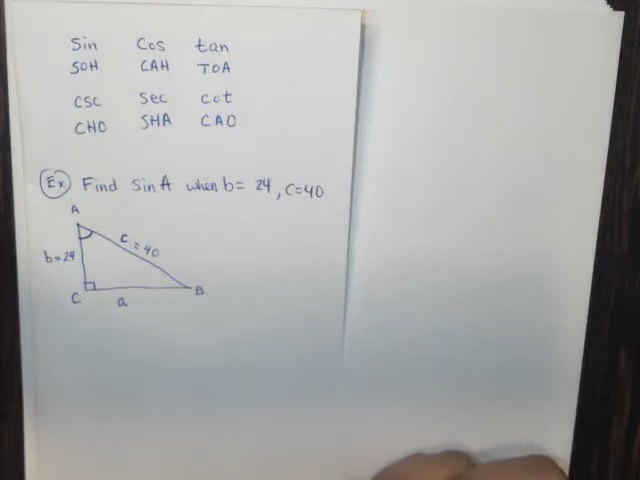 Sin Cos tan
SOH CAH TOA
CSC Sec Cot
CHO SHA CAO
Ex Find Sin A when b = 24, C=40
A
c = 40
b=24
C
a
B